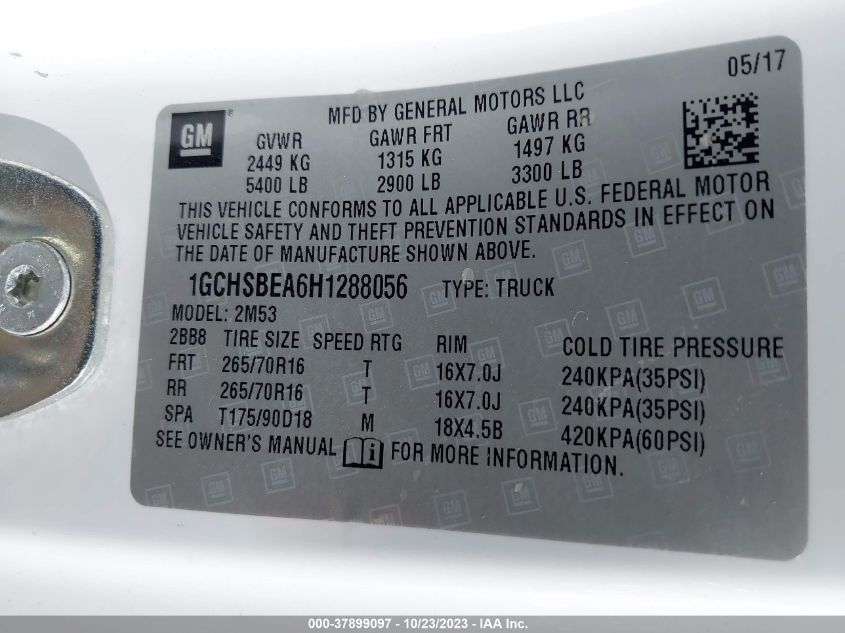 05/17
MFD BY GENERAL MOTORS LLC
GM
GVWR GAWR FRT GAWR RR
2449 KG 1315 KG 1497 KG
5400 LB 2900 LB 3300 LB
THIS VEHICLE CONFORMS TO ALL APPLICABLE U.S. FEDERAL MOTOR
VEHICLE SAFETY AND THEFT PREVENTION STANDARDS IN EFFECT ON
THE DATE OF MANUFACTURE SHOWN ABOVE.
1GCHSBEA6H1288056 TYPE: TRUCK
MODEL: 2M53
2BB8 TIRE SIZE SPEED RTG RIM COLD TIRE PRESSURE
FRT 265/70R16 T 16X7.0J 240KPA(35PSI)
RR 265/70R16 T 16X7.0J 240KPA(35PSI)
SPA T175/90D18 M 18X4.5B 420KPA(60PSI)
SEE OWNER'S MANUAL i FOR MORE INFORMATION.
000-37899097 - 10/23/2023 - IAA Inc.